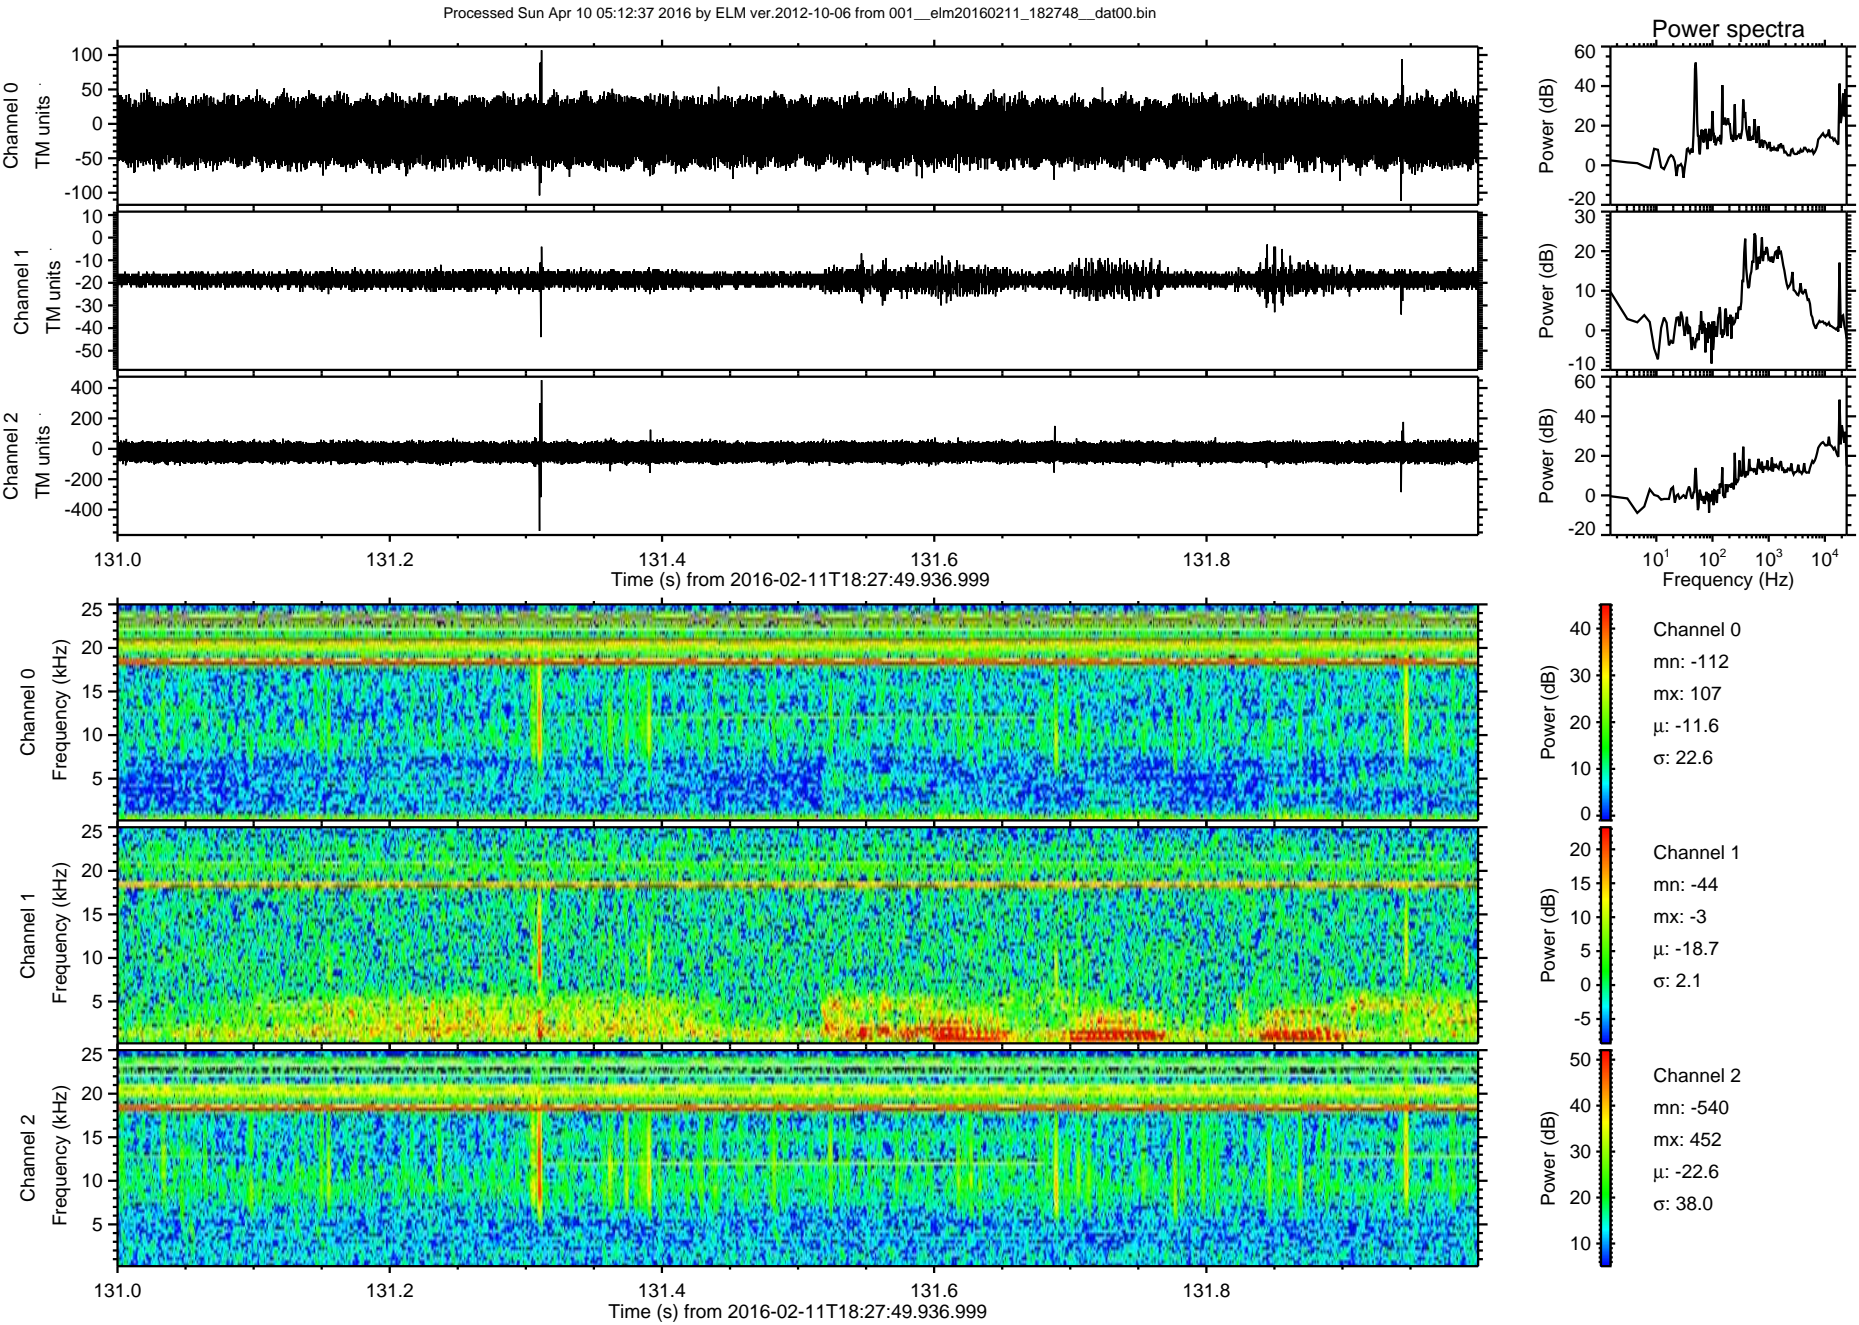 Processed Sun Apr 10 05:12:37 2016 by ELM ver.2012-10-06 from 001__elm20160211_182748__dat00.bin
Power spectra
Channel 0
TM units
100
50
0
-50
-100
Power (dB)
60
40
20
0
-20
Channel 1
TM units
10
0
-10
-20
-30
-40
-50
Power (dB)
30
20
10
0
-10
Channel 2
TM units
400
200
0
-200
-400
Power (dB)
60
40
20
0
-20
131.0 131.2 131.4 131.6 131.8
Time (s) from 2016-02-11T18:27:49.936.999
10¹ 10² 10³ 10⁴
Frequency (Hz)
Channel 0
Frequency (kHz)
25
20
15
10
5
Power (dB)
40
30
20
10
0
Channel 0
mn: -112
mx: 107
μ: -11.6
σ: 22.6
Channel 1
Frequency (kHz)
25
20
15
10
5
Power (dB)
20
15
10
5
0
-5
Channel 1
mn: -44
mx: -3
μ: -18.7
σ: 2.1
Channel 2
Frequency (kHz)
25
20
15
10
5
Power (dB)
50
40
30
20
10
Channel 2
mn: -540
mx: 452
μ: -22.6
σ: 38.0
131.0 131.2 131.4 131.6 131.8
Time (s) from 2016-02-11T18:27:49.936.999